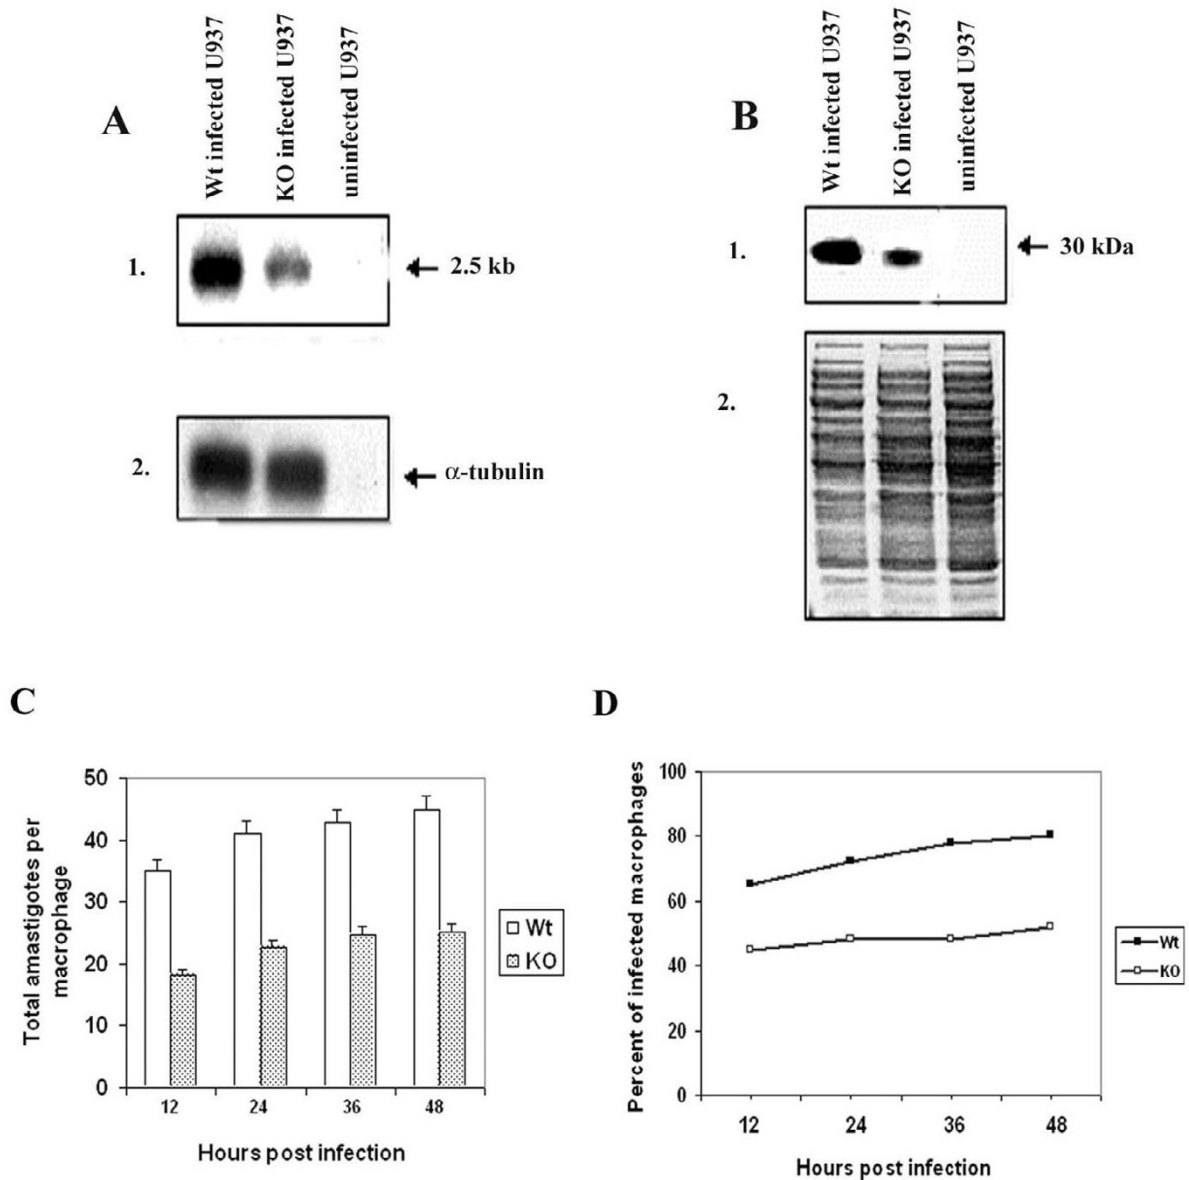 A
Wt infected U937
KO infected U937
uninfected U937
1.
2.5 kb
2.
α-tubulin
B
Wt infected U937
KO infected U937
uninfected U937
1.
30 kDa
2.
C
Total amastigotes per
macrophage
50
40
30
20
10
0
12 24 36 48
Hours post infection
Wt
KO
D
Percent of infected macrophages
100
80
60
40
20
0
12 24 36 48
Hours post infection
Wt
KO